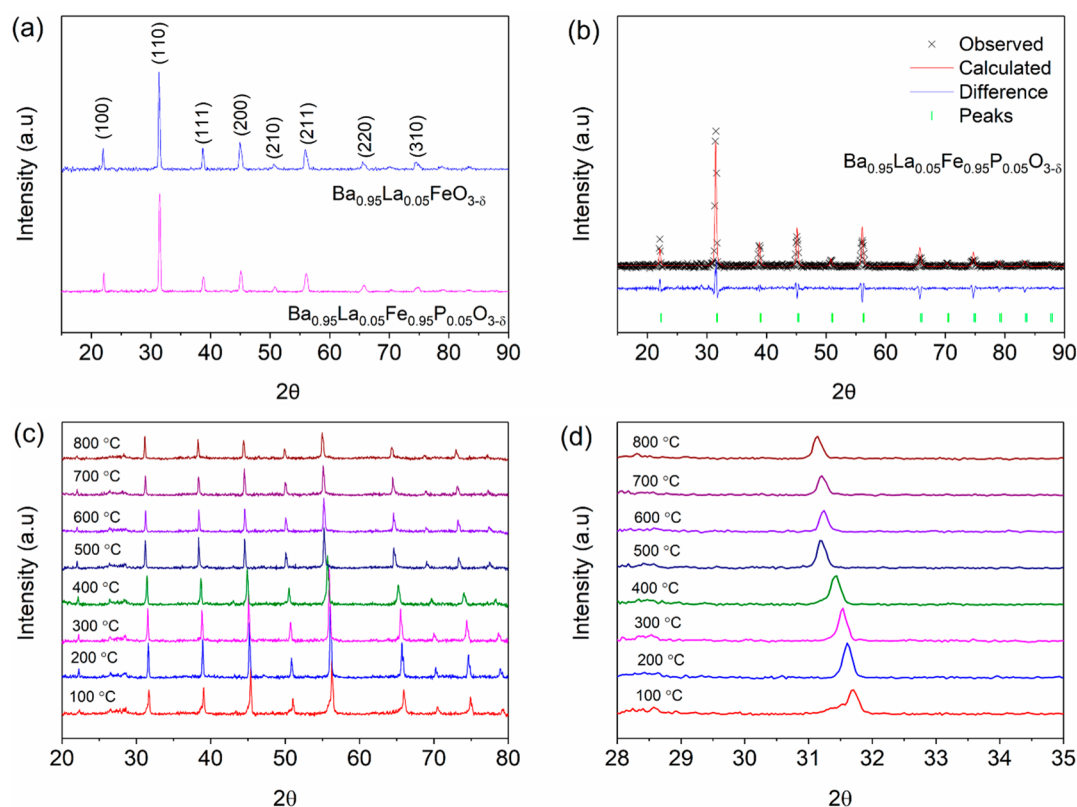 (a)
(100)
(110)
(111)
(200)
(210)
(211)
(220)
(310)
Ba0.95La0.05FeO3-δ
Ba0.95La0.05Fe0.95P0.05O3-δ
Intensity (a.u)
20 30 40 50 60 70 80 90
2θ
(b)
Observed
Calculated
Difference
Peaks
Ba0.95La0.05Fe0.95P0.05O3-δ
Intensity (a.u)
20 30 40 50 60 70 80 90
2θ
(c)
800 °C
700 °C
600 °C
500 °C
400 °C
300 °C
200 °C
100 °C
Intensity (a.u)
20 30 40 50 60 70 80
2θ
(d)
800 °C
700 °C
600 °C
500 °C
400 °C
300 °C
200 °C
100 °C
Intensity (a.u)
28 29 30 31 32 33 34 35
2θ